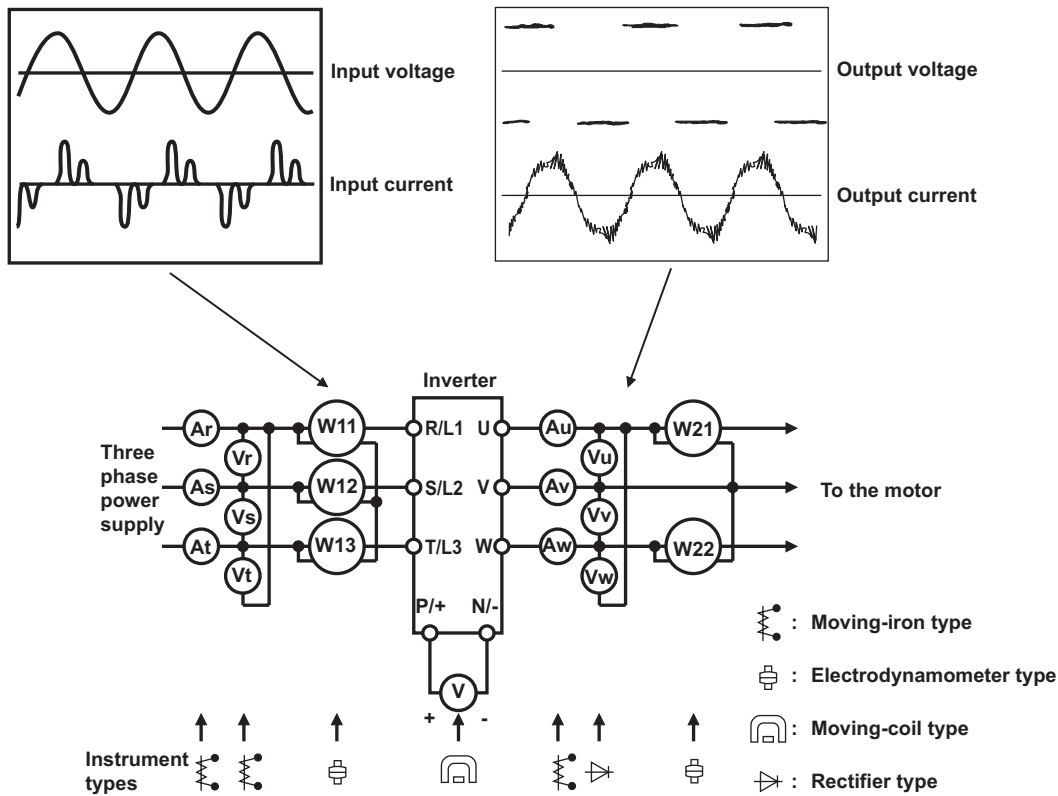 Input voltage
Input current
Output voltage
Output current
Inverter
Three
phase
power
supply
Ar
As
At
Vr
Vs
Vt
W11
W12
W13
R/L1
S/L2
T/L3
U
V
W
P/+
N/-
Au
Av
Aw
Vu
Vv
Vw
W21
W22
To the motor
V
+
-
Instrument
types
: Moving-iron type
: Electrodynamometer type
: Moving-coil type
: Rectifier type